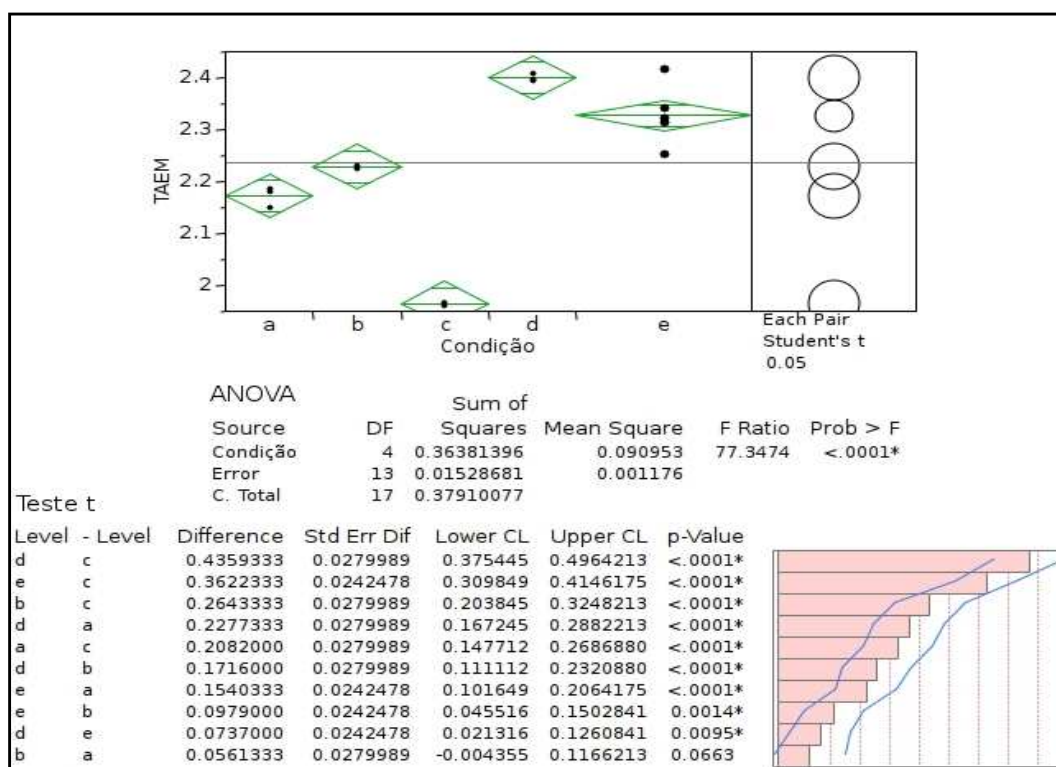 2.4
2.3
2.2
2.1
2
TAEM
a b c d e
Condição
Each Pair
Student's t
0.05
ANOVA
Sum of
Source DF Squares Mean Square F Ratio Prob > F
Condição 4 0.36381396 0.090953 77.3474 <.0001*
Error 13 0.01528681 0.001176
C. Total 17 0.37910077
Teste t
Level - Level Difference Std Err Dif Lower CL Upper CL p-Value
d c 0.4359333 0.0279989 0.375445 0.4964213 <.0001*
e c 0.3622333 0.0242478 0.309849 0.4146175 <.0001*
b c 0.2643333 0.0279989 0.203845 0.3248213 <.0001*
d a 0.2277333 0.0279989 0.167245 0.2882213 <.0001*
a c 0.2082000 0.0279989 0.147712 0.2686880 <.0001*
d b 0.1716000 0.0279989 0.111112 0.2320880 <.0001*
e a 0.1540333 0.0242478 0.101649 0.2064175 <.0001*
e b 0.0979000 0.0242478 0.045516 0.1502841 0.0014*
d e 0.0737000 0.0242478 0.021316 0.1260841 0.0095*
b a 0.0561333 0.0279989 -0.004355 0.1166213 0.0663